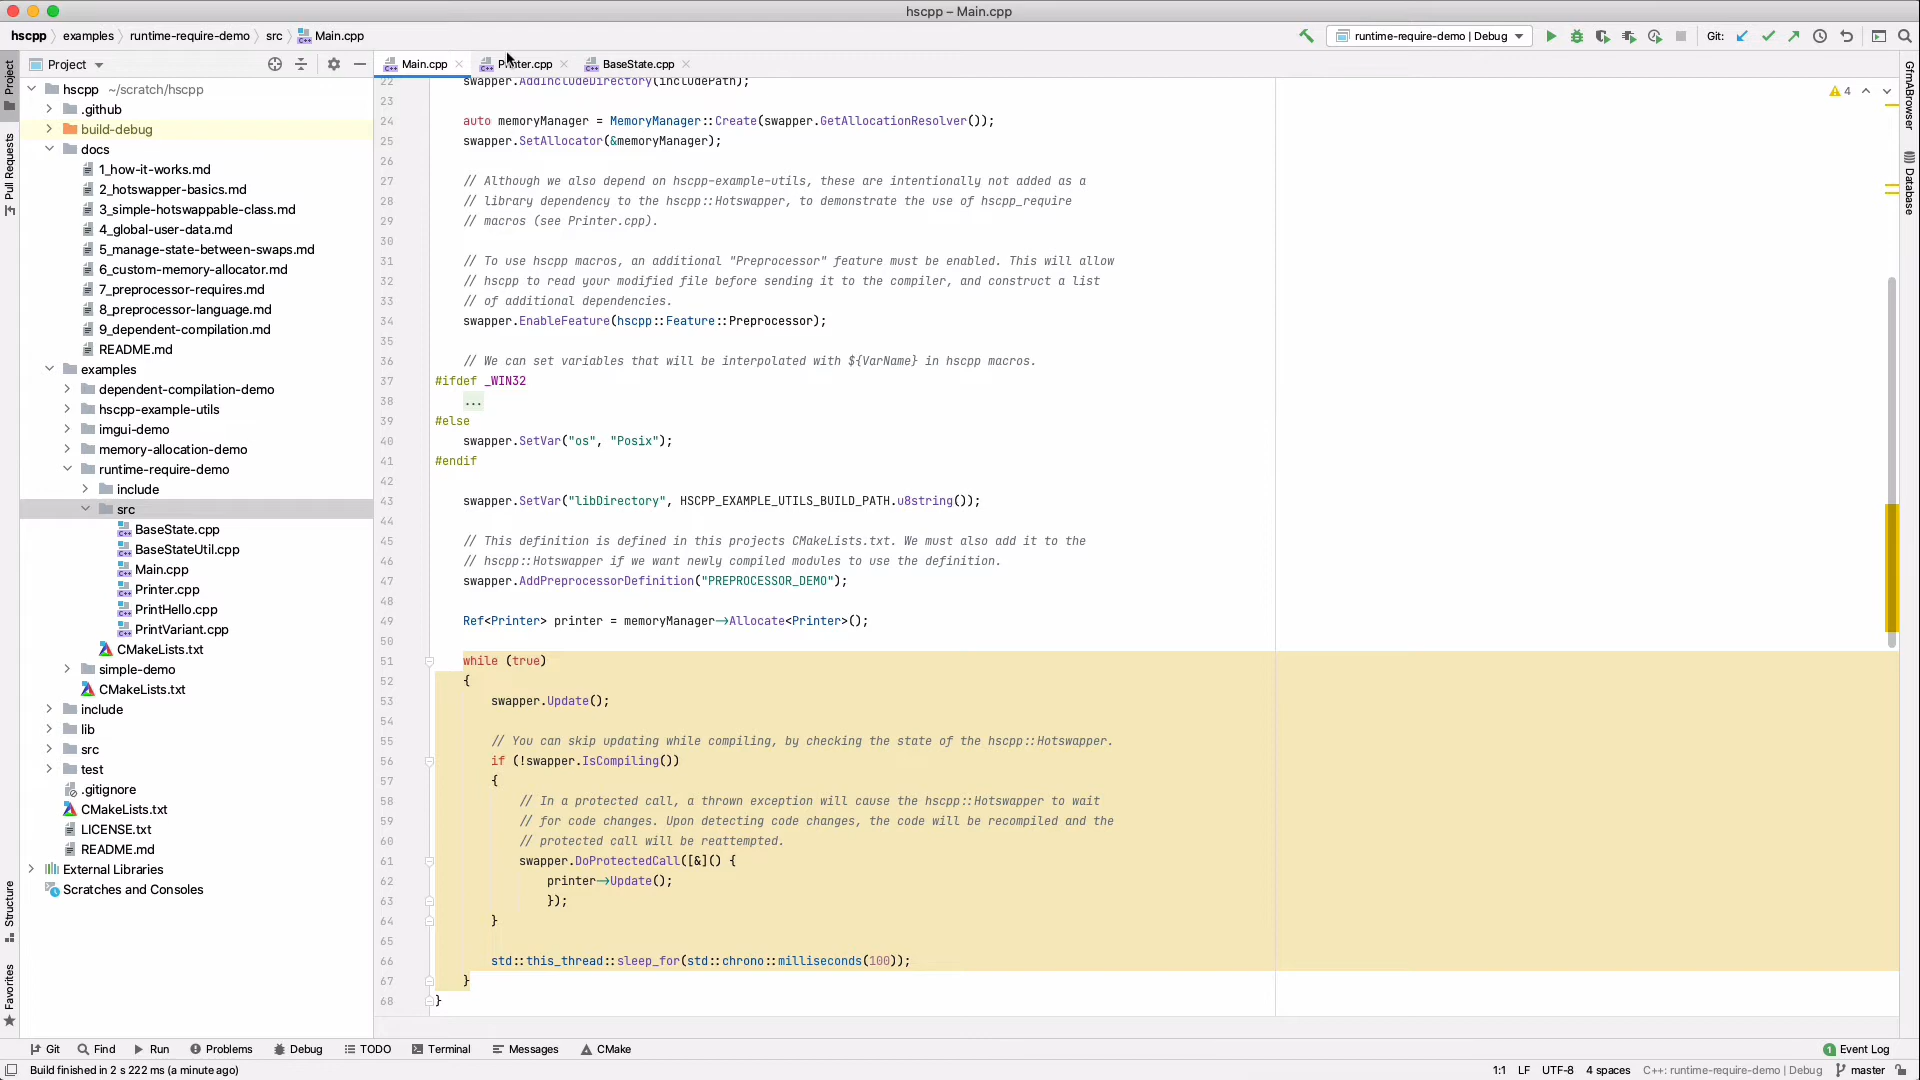 hscpp – Main.cpp
hscpp examples runtime-require-demo src Main.cpp
runtime-require-demo | Debug Git:
Project
Main.cpp Printer.cpp BaseState.cpp
Project
Pull Requests
Structure
Favorites
hscpp ~/scratch/hscpp
.github
build-debug
docs
1_how-it-works.md
2_hotswapper-basics.md
3_simple-hotswappable-class.md
4_global-user-data.md
5_manage-state-between-swaps.md
6_custom-memory-allocator.md
7_preprocessor-requires.md
8_preprocessor-language.md
9_dependent-compilation.md
README.md
examples
dependent-compilation-demo
hscpp-example-utils
imgui-demo
memory-allocation-demo
runtime-require-demo
include
src
BaseState.cpp
BaseStateUtil.cpp
Main.cpp
Printer.cpp
PrintHello.cpp
PrintVariant.cpp
CMakeLists.txt
simple-demo
CMakeLists.txt
include
lib
src
test
.gitignore
CMakeLists.txt
LICENSE.txt
README.md
External Libraries
Scratches and Consoles
22 swapper.AddIncludeDirectory(includePath);
23
24 auto memoryManager = MemoryManager::Create(swapper.GetAllocationResolver());
25 swapper.SetAllocator(&memoryManager);
26
27 // Although we also depend on hscpp-example-utils, these are intentionally not added as a
28 // library dependency to the hscpp::Hotswapper, to demonstrate the use of hscpp_require
29 // macros (see Printer.cpp).
30
31 // To use hscpp macros, an additional "Preprocessor" feature must be enabled. This will allow
32 // hscpp to read your modified file before sending it to the compiler, and construct a list
33 // of additional dependencies.
34 swapper.EnableFeature(hscpp::Feature::Preprocessor);
35
36 // We can set variables that will be interpolated with ${VarName} in hscpp macros.
37 #ifdef _WIN32
38 ...
39 #else
40 swapper.SetVar("os", "Posix");
41 #endif
42
43 swapper.SetVar("libDirectory", HSCPP_EXAMPLE_UTILS_BUILD_PATH.u8string());
44
45 // This definition is defined in this projects CMakeLists.txt. We must also add it to the
46 // hscpp::Hotswapper if we want newly compiled modules to use the definition.
47 swapper.AddPreprocessorDefinition("PREPROCESSOR_DEMO");
48
49 Ref<Printer> printer = memoryManager->Allocate<Printer>();
50
51 while (true)
52 {
53 swapper.Update();
54
55 // You can skip updating while compiling, by checking the state of the hscpp::Hotswapper.
56 if (!swapper.IsCompiling())
57 {
58 // In a protected call, a thrown exception will cause the hscpp::Hotswapper to wait
59 // for code changes. Upon detecting code changes, the code will be recompiled and the
60 // protected call will be reattempted.
61 swapper.DoProtectedCall([&]() {
62 printer->Update();
63 });
64 }
65
66 std::this_thread::sleep_for(std::chrono::milliseconds(100));
67 }
68 }
4
GfmABrowser
Database
Git Find Run Problems Debug TODO Terminal Messages CMake 1 Event Log
Build finished in 2 s 222 ms (a minute ago) 1:1 LF UTF-8 4 spaces C++: runtime-require-demo | Debug master